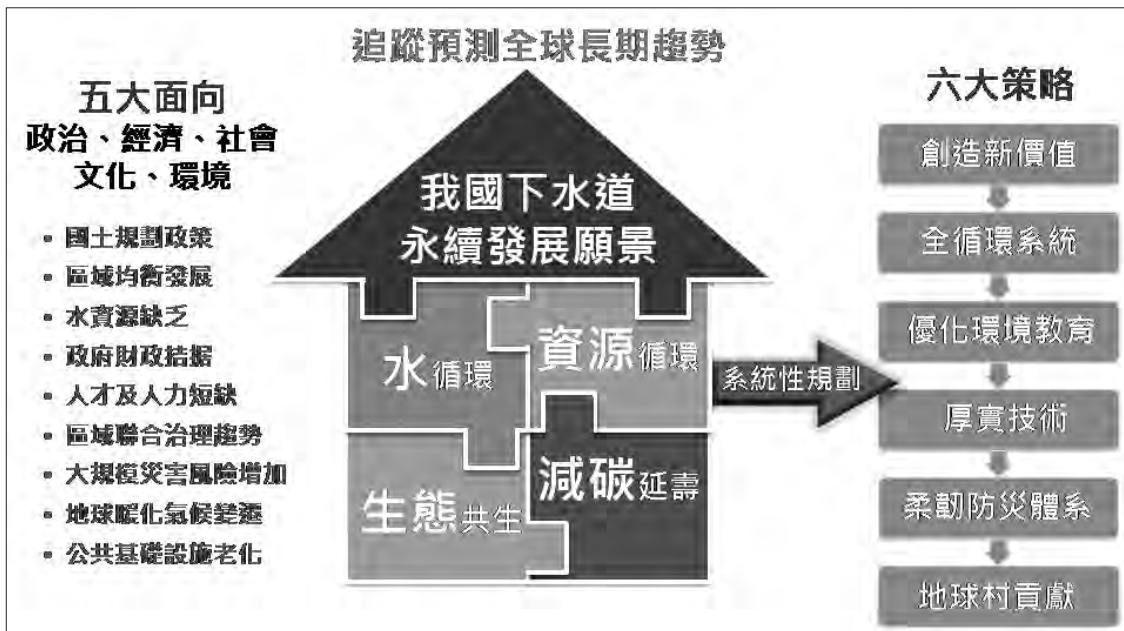 追蹤預測全球長期趨勢
五大面向
政治、經濟、社會
文化、環境
• 國土規劃政策
• 區域均衡發展
• 水資源缺乏
• 政府財政拮据
• 人才及人力短缺
• 區域聯合治理趨勢
• 大規模災害風險增加
• 地球暖化氣候變遷
• 公共基礎設施老化
我國下水道
永續發展願景
水循環
資源循環
生態共生
減碳延壽
系統性規劃
六大策略
創造新價值
全循環系統
優化環境教育
厚實技術
柔韌防災體系
地球村貢獻